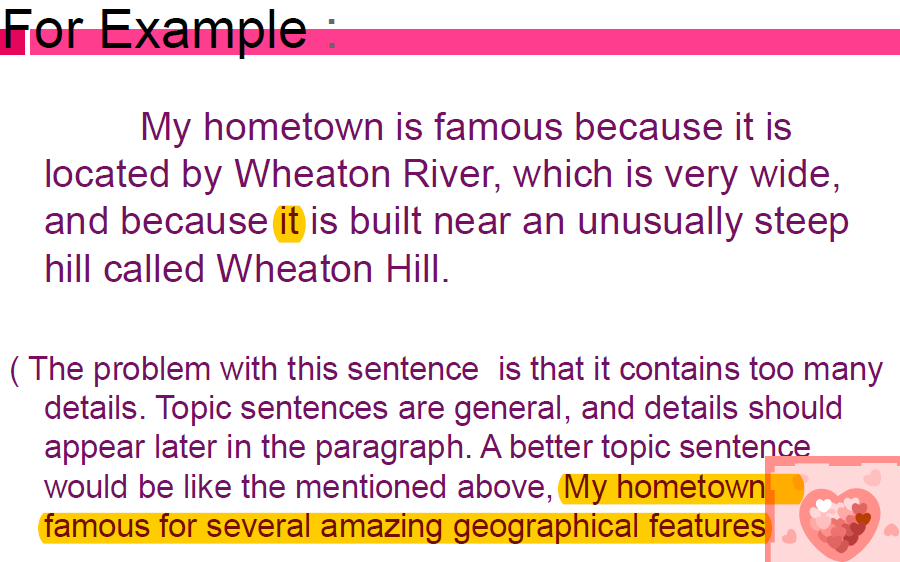 For Example :
My hometown is famous because it is
located by Wheaton River, which is very wide,
and because it is built near an unusually steep
hill called Wheaton Hill.
( The problem with this sentence is that it contains too many
details. Topic sentences are general, and details should
appear later in the paragraph. A better topic sentence
would be like the mentioned above, My hometown
famous for several amazing geographical features